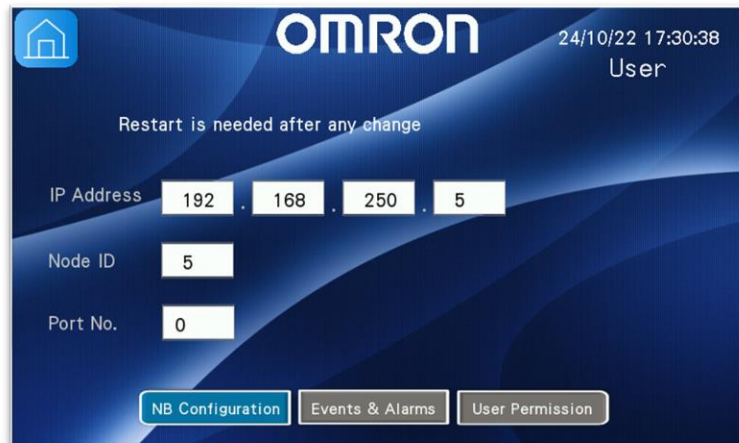 OMRON
24/10/22 17:30:38
User
Restart is needed after any change
IP Address 192 . 168 . 250 . 5
Node ID 5
Port No. 0
NB Configuration Events & Alarms User Permission